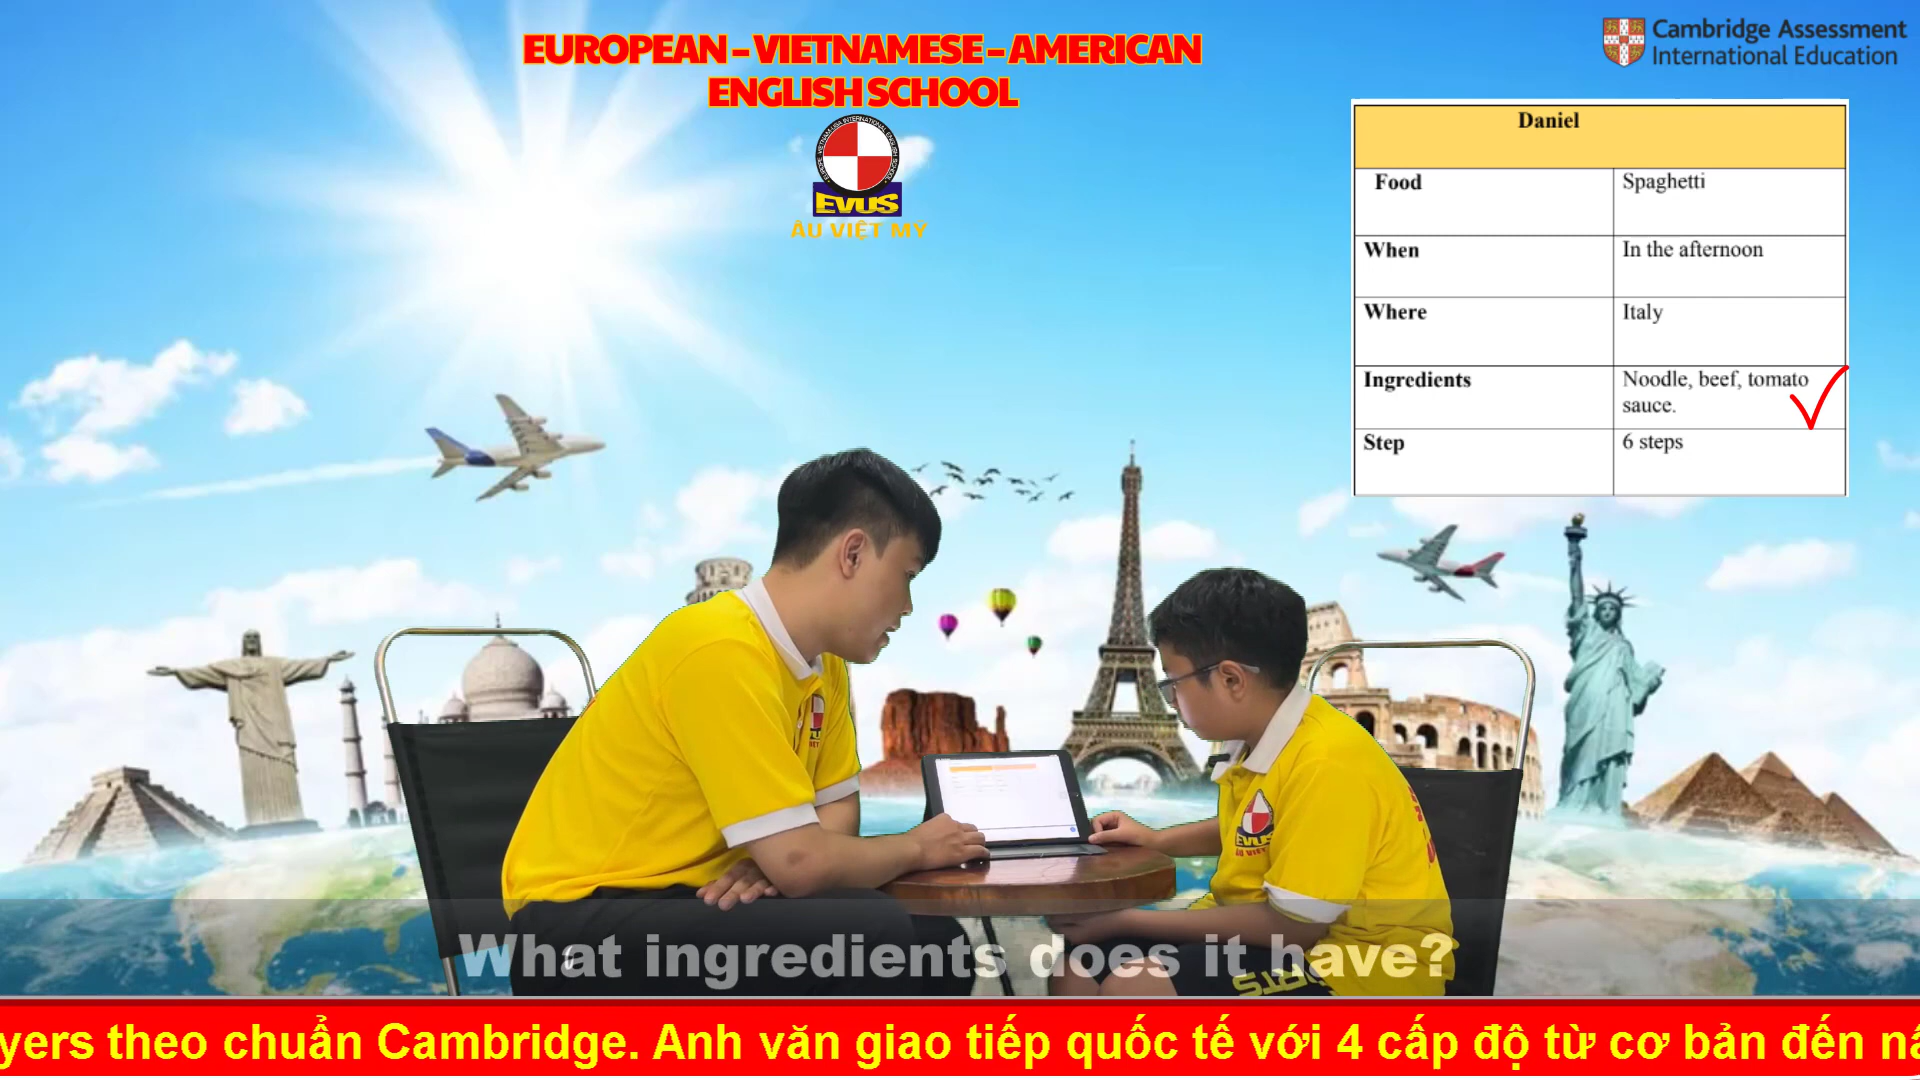 EUROPEAN – VIETNAMESE – AMERICAN
ENGLISH SCHOOL
EVUS
ÂU VIỆT MỸ
Cambridge Assessment
International Education
Daniel
Food Spaghetti
When In the afternoon
Where Italy
Ingredients Noodle, beef, tomato
sauce.
Step 6 steps
EVUS
What ingredients does it have?
yers theo chuẩn Cambridge. Anh văn giao tiếp quốc tế với 4 cấp độ từ cơ bản đến nâ